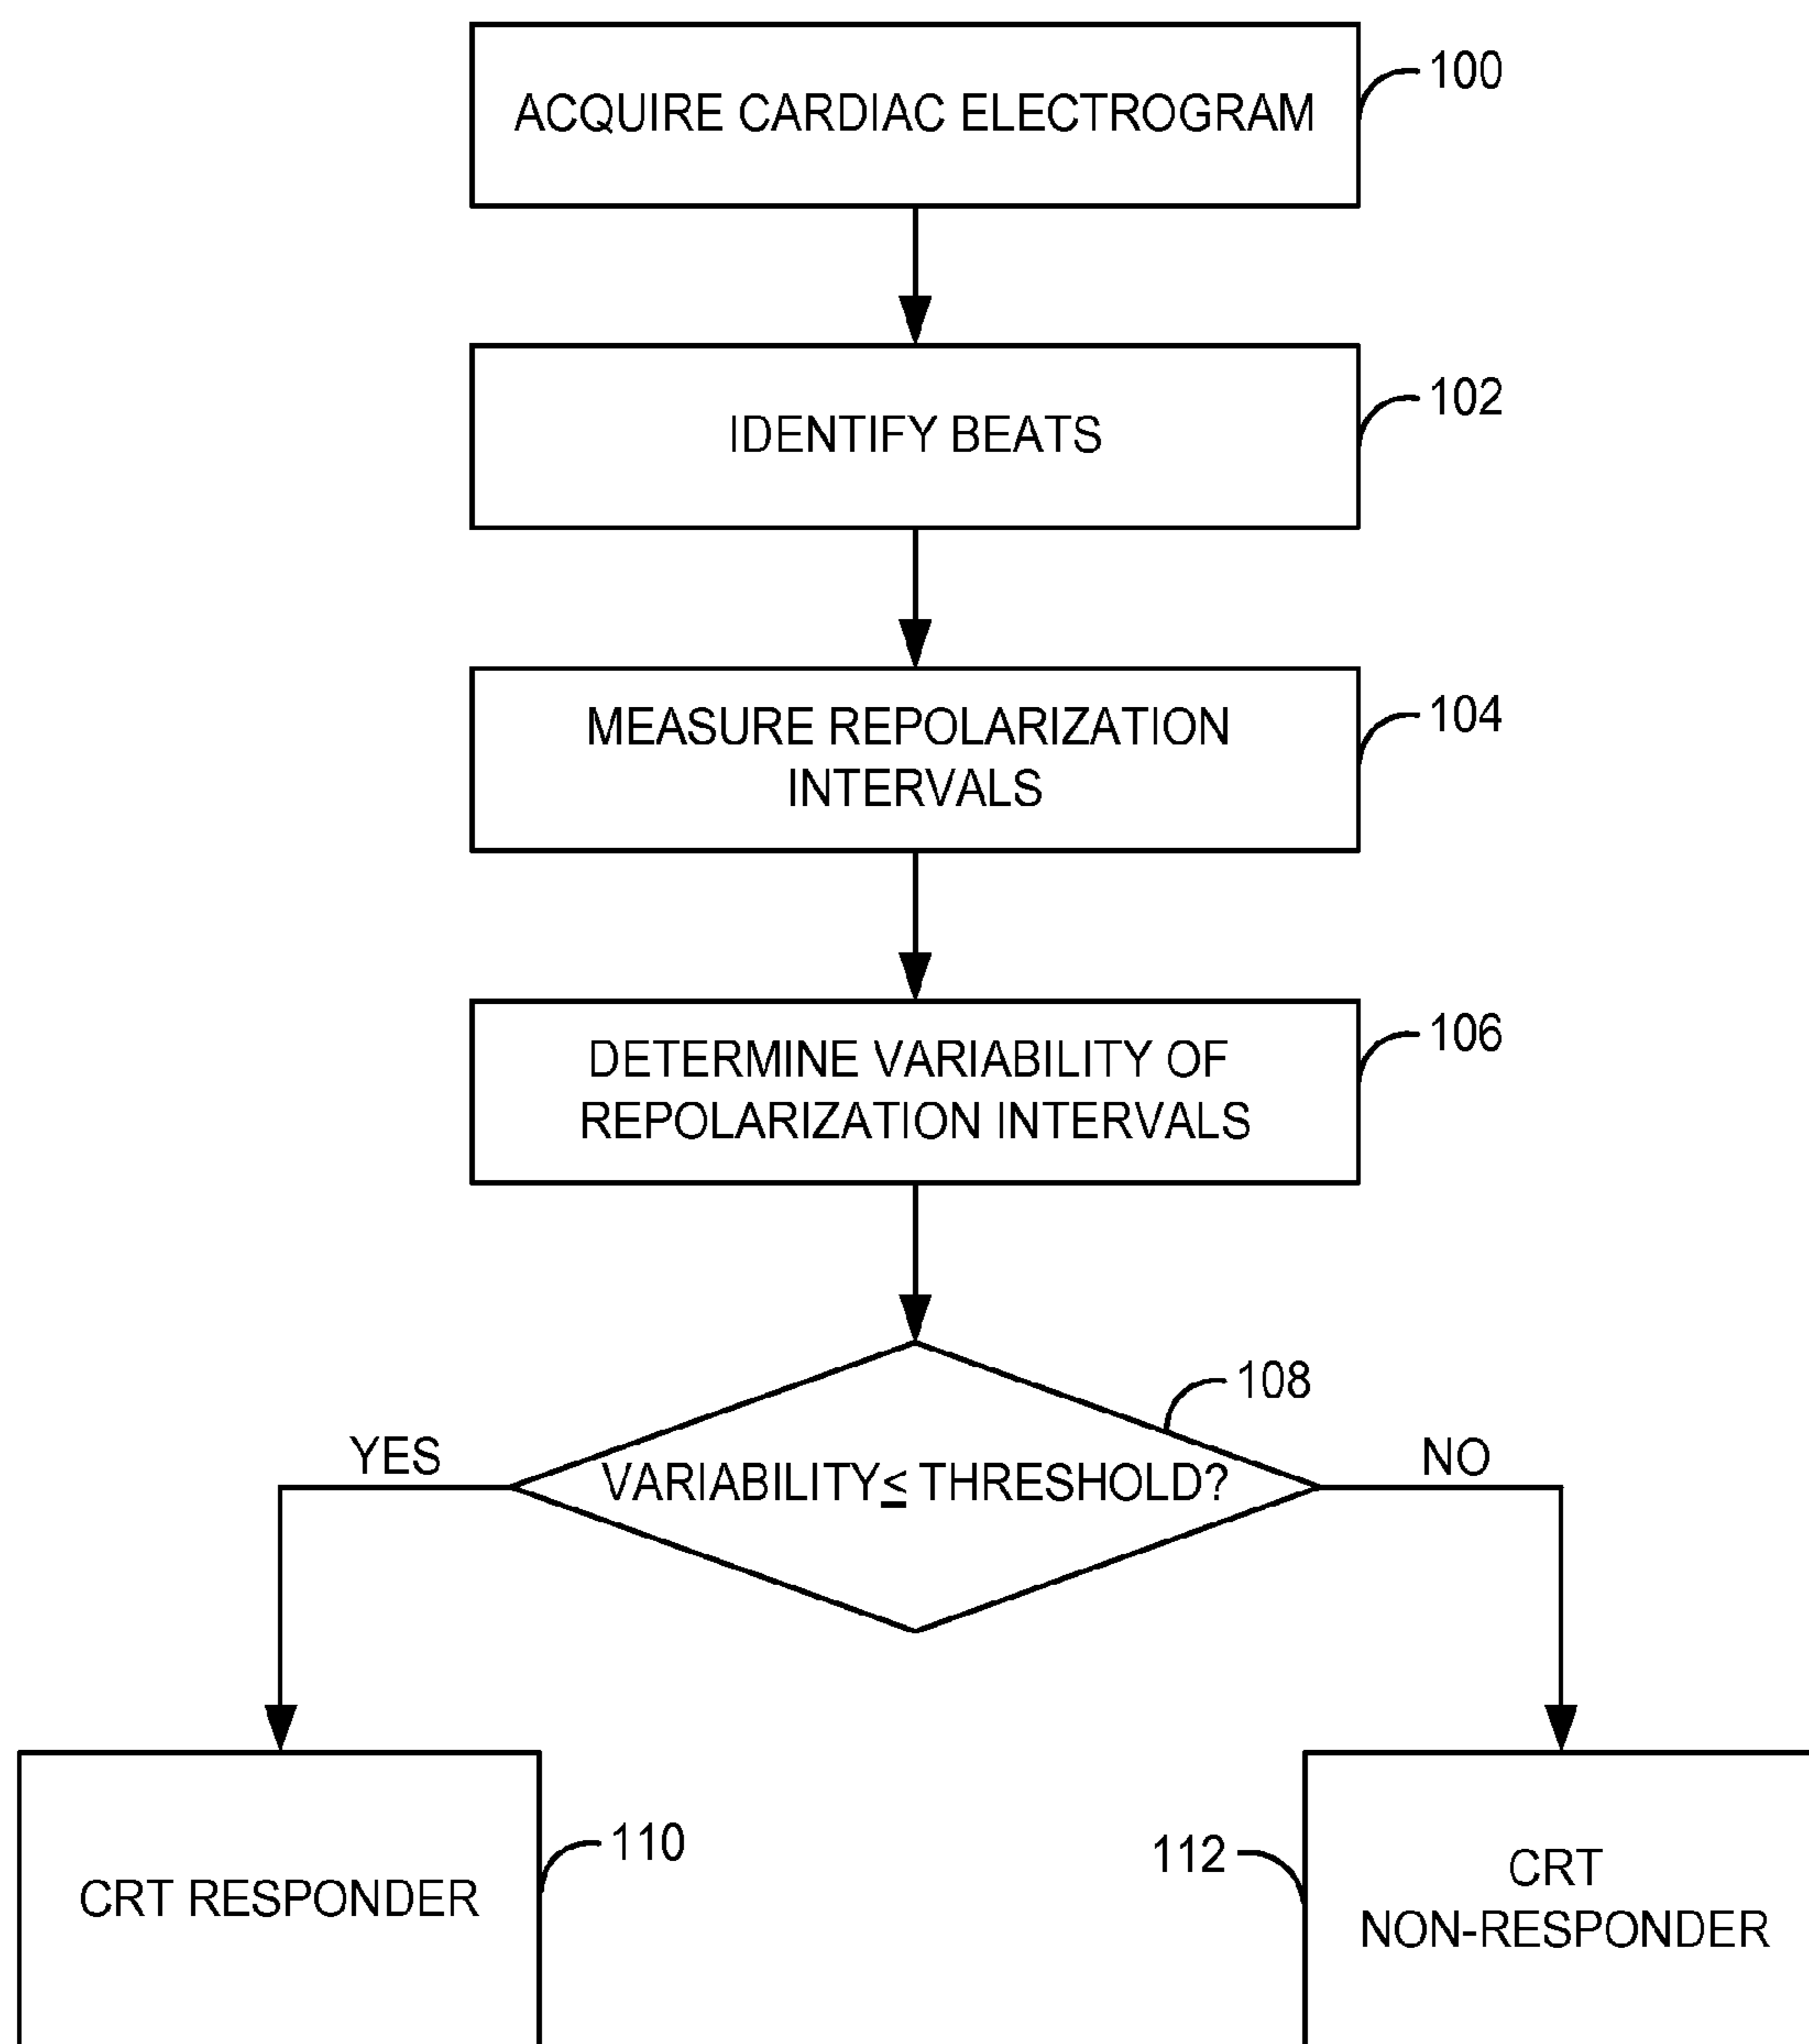 ACQUIRE CARDIAC ELECTROGRAM
100
IDENTIFY BEATS
102
MEASURE REPOLARIZATION
INTERVALS
104
DETERMINE VARIABILITY OF
REPOLARIZATION INTERVALS
106
108
YES
VARIABILITY ≤ THRESHOLD?
NO
CRT RESPONDER
110
112
CRT
NON-RESPONDER